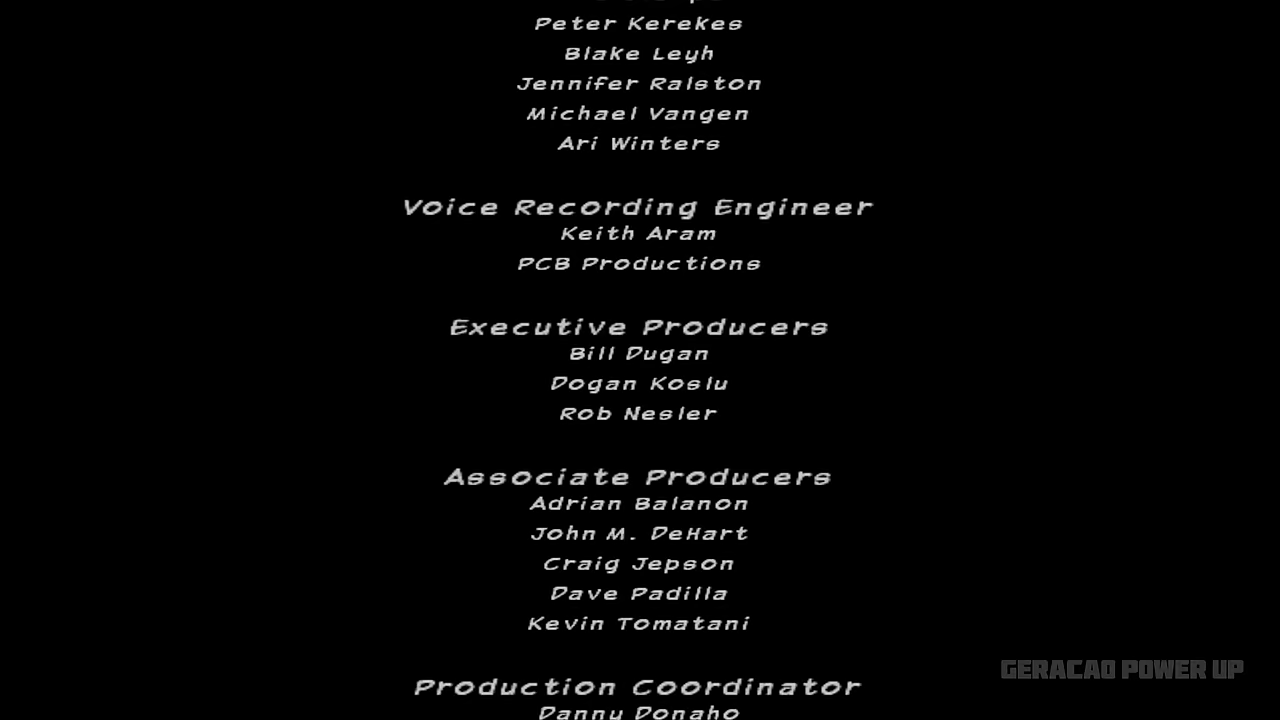 Peter Kerekes
Blake Leyh
Jennifer Ralston
Michael Vangen
Ari Winters
Voice Recording Engineer
Keith Aram
PCB Productions
Executive Producers
Bill Dugan
Dogan Koslu
Rob Nesler
Associate Producers
Adrian Balanon
John M. DeHart
Craig Jepson
Dave Padilla
Kevin Tomatani
GERACAO POWER UP
Production Coordinator
Danny Donaho